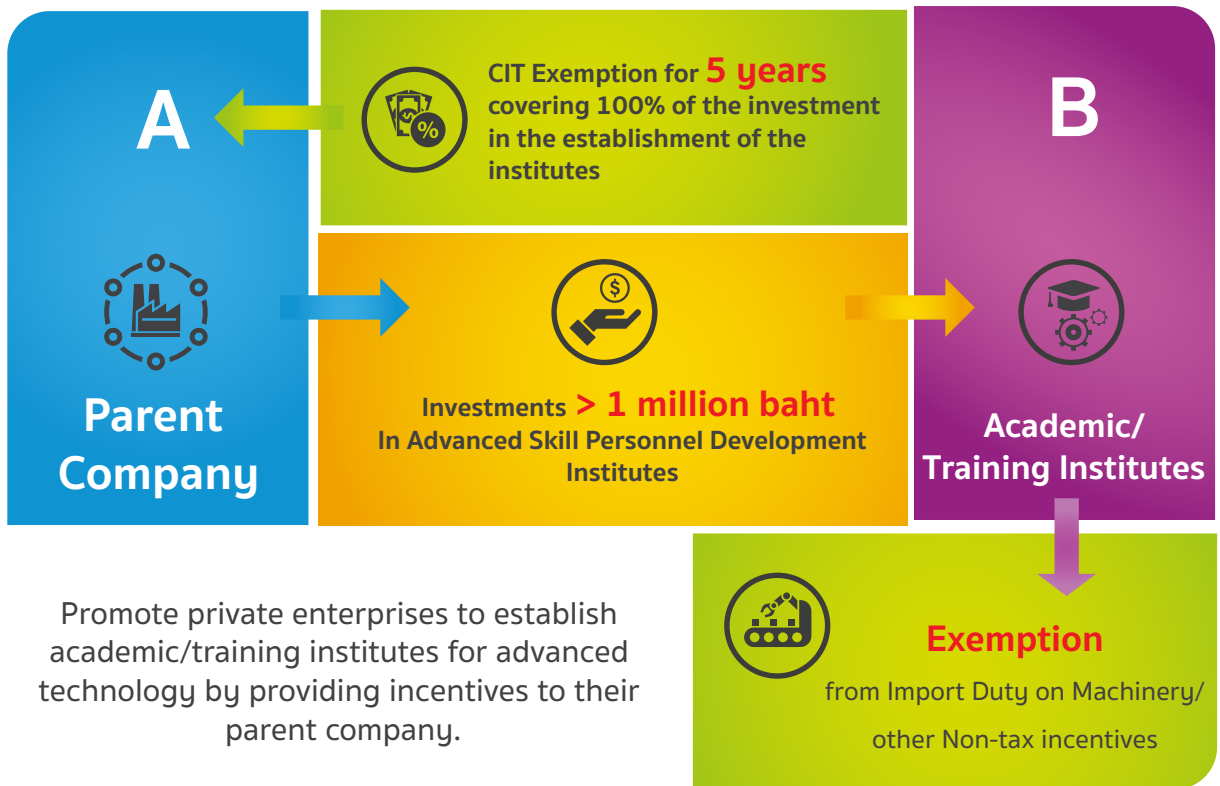 A
Parent
Company
CIT Exemption for 5 years
covering 100% of the investment
in the establishment of the
institutes
%
$
Investments > 1 million baht
In Advanced Skill Personnel Development
Institutes
B
Academic/
Training Institutes
Promote private enterprises to establish
academic/training institutes for advanced
technology by providing incentives to their
parent company.
Exemption
from Import Duty on Machinery/
other Non-tax incentives